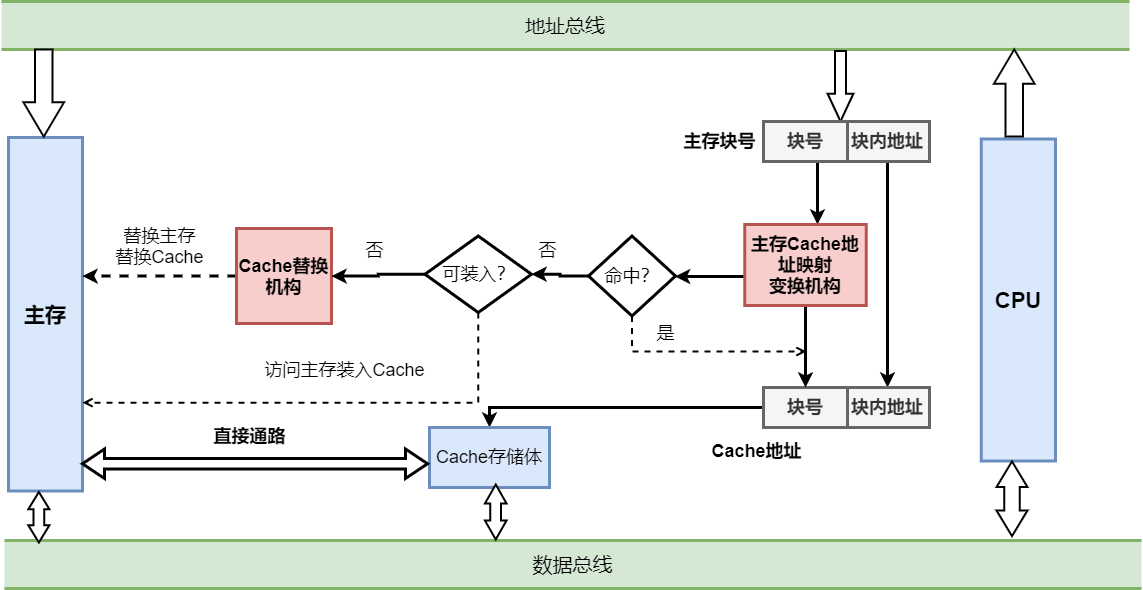 地址总线
主存块号
块号
块内地址
替换主存
替换Cache
否
否
Cache替换
机构
可装入?
命中?
主存Cache地
址映射
变换机构
主存
CPU
是
访问主存装入Cache
块号
块内地址
直接通路
Cache存储体
Cache地址
数据总线